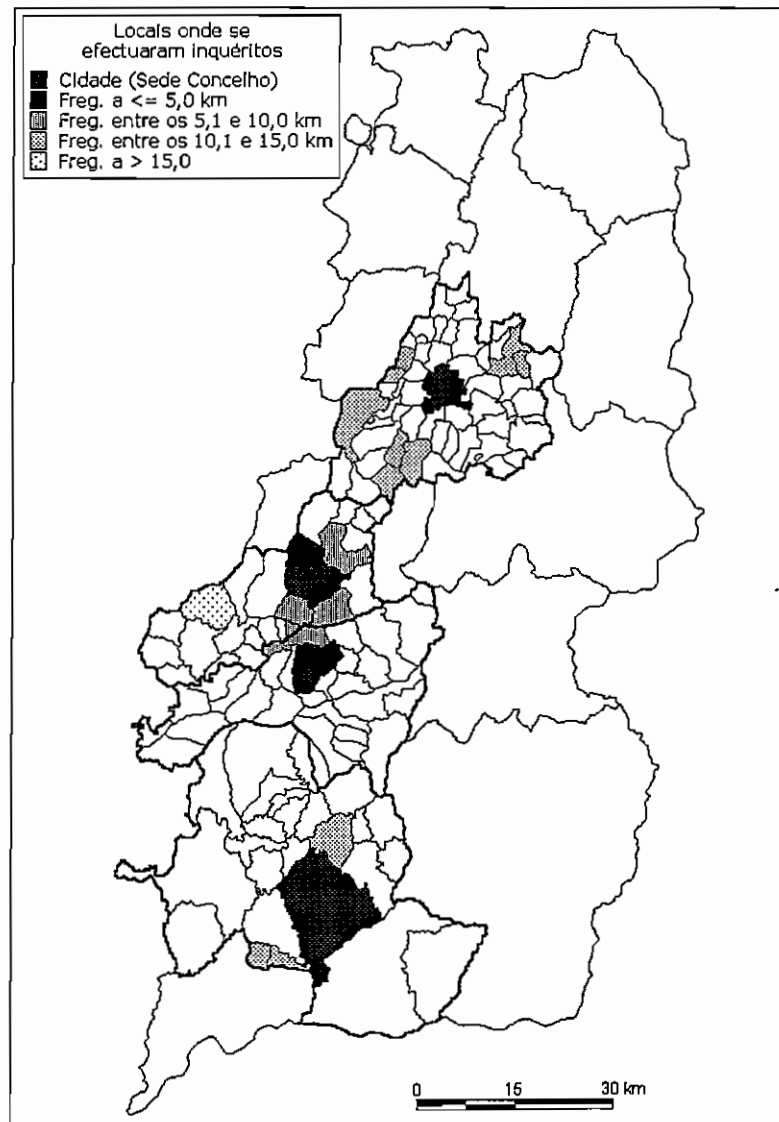 Locais onde se
efectuaram inquéritos
Cidade (Sede Concelho)
Freg. a <= 5,0 km
Freg. entre os 5,1 e 10,0 km
Freg. entre os 10,1 e 15,0 km
Freg. a > 15,0
0 15 30 km